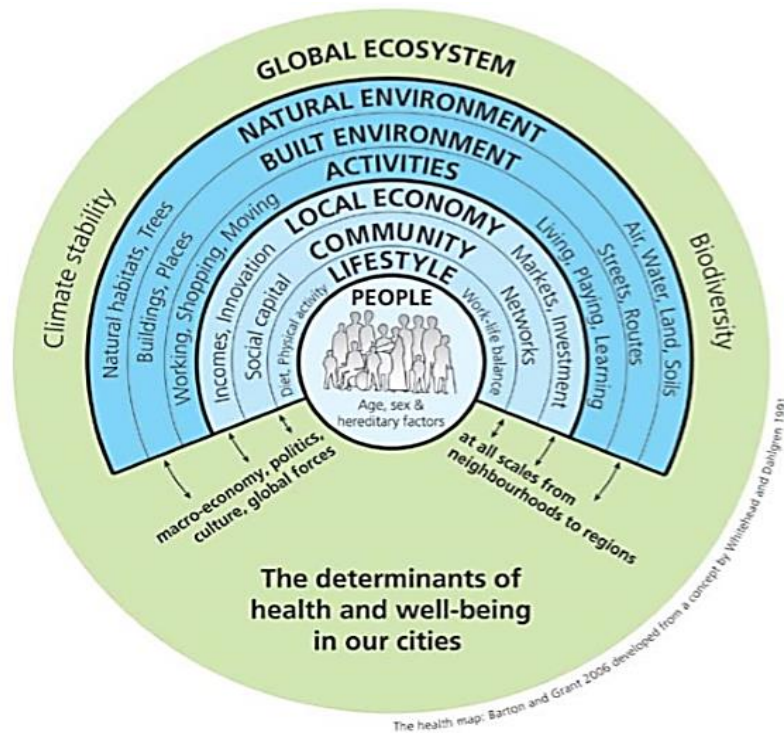 GLOBAL ECOSYSTEM
NATURAL ENVIRONMENT
BUILT ENVIRONMENT
ACTIVITIES
LOCAL ECONOMY
COMMUNITY
LIFESTYLE
PEOPLE
Age, sex &
hereditary factors
Climate stability
Natural habitats, Trees
Buildings, Places
Working, Shopping, Moving
Incomes, Innovation
Social capital
Diet, Physical activity
Work-life balance
Networks
Markets, Investment
Living, Playing, Learning
Streets, Routes
Air, Water, Land, Soils
Biodiversity
macro-economy, politics,
culture, global forces
at all scales from
neighbourhoods to regions
The determinants of
health and well-being
in our cities
The health map: Barton and Grant 2006 developed from a concept by Whitehead and Dahlgren 1991